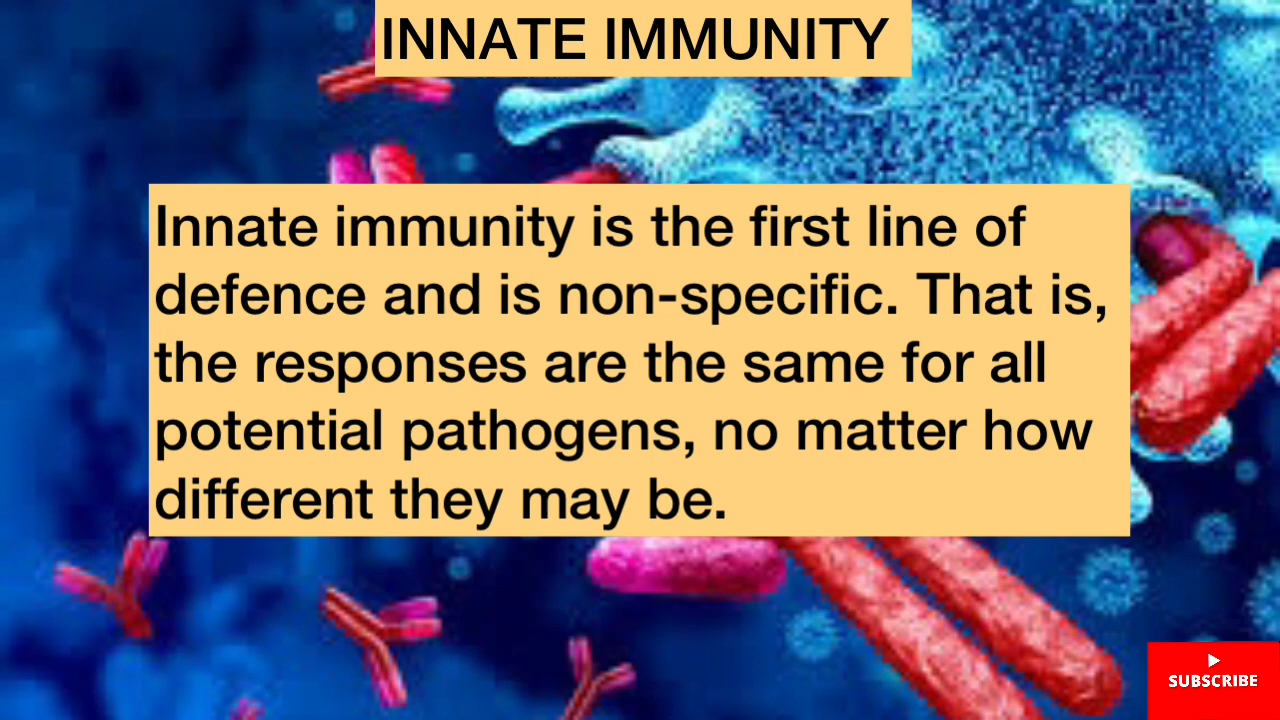 INNATE IMMUNITY
Innate immunity is the first line of
defence and is non-specific. That is,
the responses are the same for all
potential pathogens, no matter how
different they may be.
SUBSCRIBE